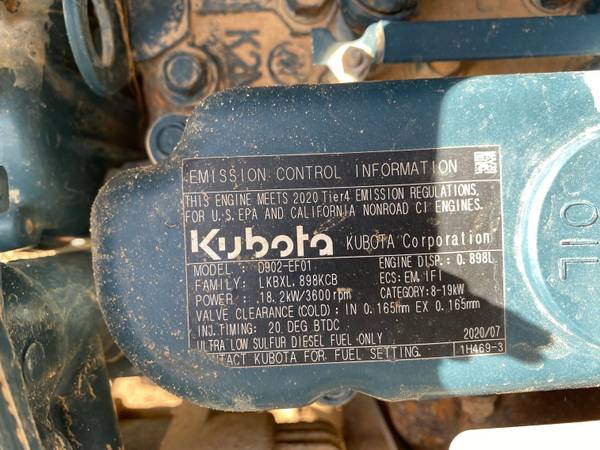 K2
EMISSION CONTROL INFORMATION
THIS ENGINE MEETS 2020 Tier4 EMISSION REGULATIONS.
FOR U.S.EPA AND CALIFORNIA NONROAD CI ENGINES.
Kubota KUBOTA Corporation
MODEL : D902-EF01 ENGINE DISP.: 0.898L
FAMILY: LKBXL.898KCB ECS: EM IFI
POWER : 18.2kW/3600rpm CATEGORY:8-19kW
VALVE CLEARANCE(COLD): IN 0.165mm EX 0.165mm
INJ.TIMING: 20 DEG BTDC
ULTRA LOW SULFUR DIESEL FUEL ONLY 2020/07
CONTACT KUBOTA FOR FUEL SETTING. 1H469-3
OIL